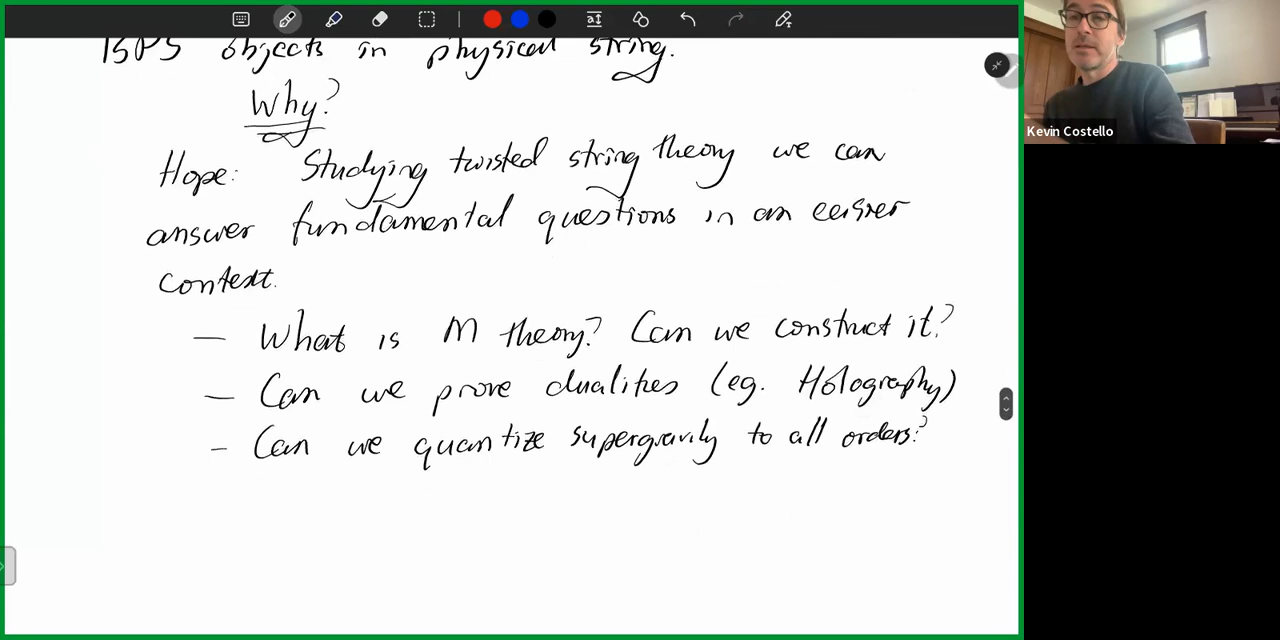 BPS objects in physical string.
Why?
Hope: Studying twisted string theory we can
answer fundamental questions in an easier
context.
— What is M theory? Can we construct it?
— Can we prove dualities (eg. Holography)
— Can we quantize supergravity to all orders?
Kevin Costello